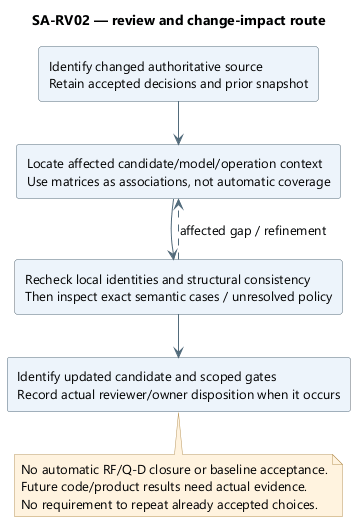 SA-RV02 — review and change-impact route
Identify changed authoritative source
Retain accepted decisions and prior snapshot
Locate affected candidate/model/operation context
Use matrices as associations, not automatic coverage
affected gap / refinement
Recheck local identities and structural consistency
Then inspect exact semantic cases / unresolved policy
Identify updated candidate and scoped gates
Record actual reviewer/owner disposition when it occurs
No automatic RF/Q-D closure or baseline acceptance.
Future code/product results need actual evidence.
No requirement to repeat already accepted choices.